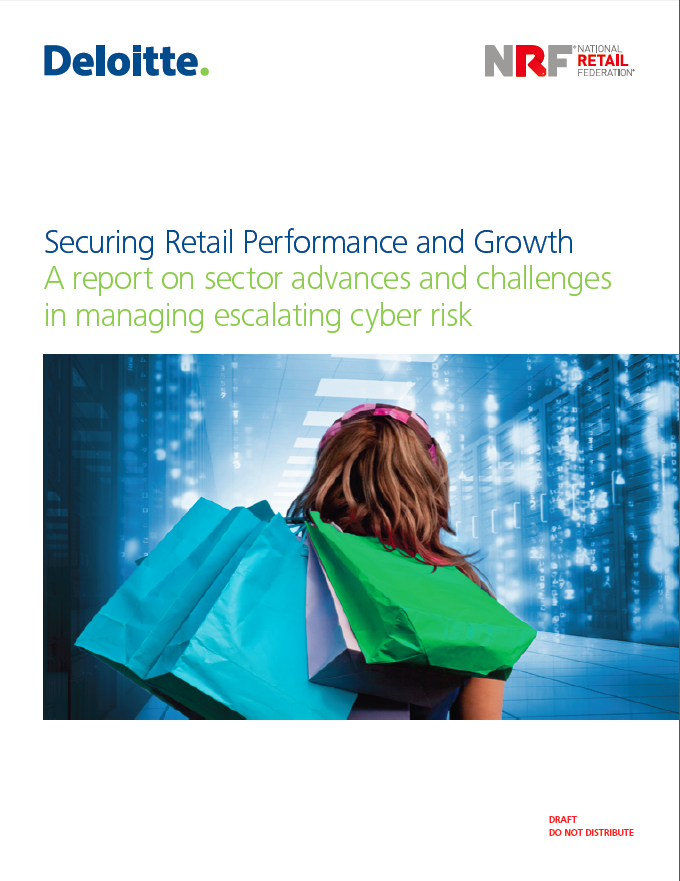 Deloitte.
NRF® NATIONAL
RETAIL
FEDERATION®
Securing Retail Performance and Growth
A report on sector advances and challenges
in managing escalating cyber risk
DRAFT
DO NOT DISTRIBUTE